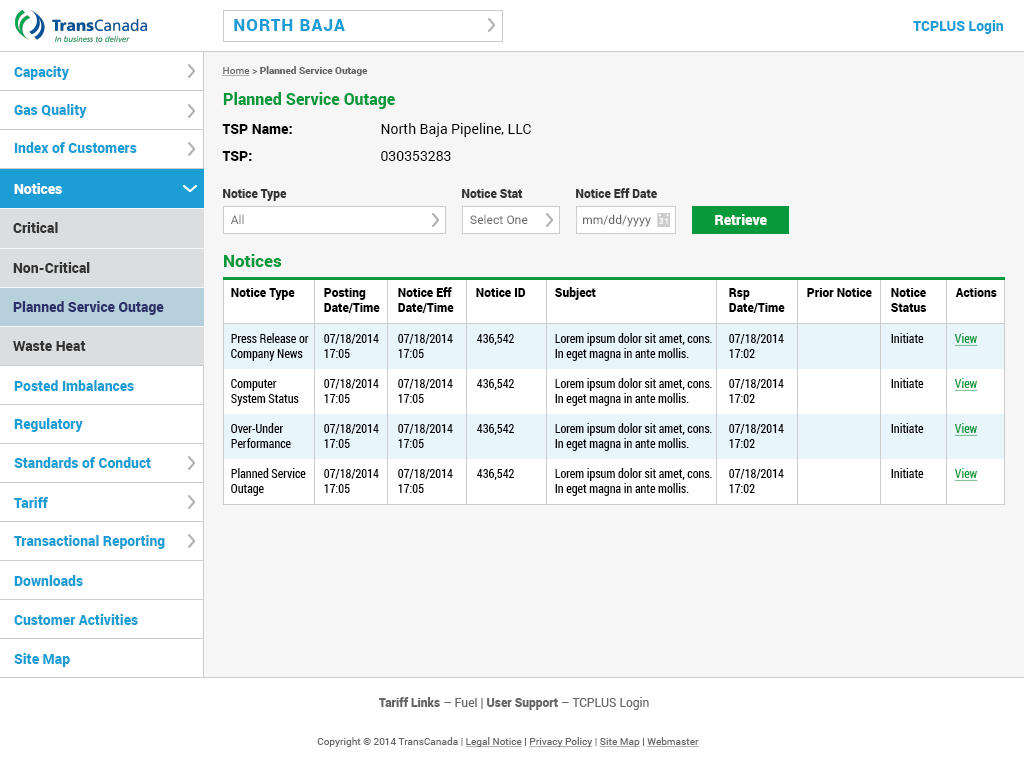 TransCanada
In business to deliver
NORTH BAJA
TCPLUS Login
Capacity
Gas Quality
Index of Customers
Notices
Critical
Non-Critical
Planned Service Outage
Waste Heat
Posted Imbalances
Regulatory
Standards of Conduct
Tariff
Transactional Reporting
Downloads
Customer Activities
Site Map
Home > Planned Service Outage
Planned Service Outage
TSP Name: North Baja Pipeline, LLC
TSP: 030353283
Notice Type Notice Stat Notice Eff Date
All Select One mm/dd/yyyy 31 Retrieve
Notices
Notice Type Posting Notice Eff Notice ID Subject Rsp Prior Notice Notice Actions
Date/Time Date/Time Date/Time Status
Press Release or 07/18/2014 07/18/2014 436,542 Lorem ipsum dolor sit amet, cons. 07/18/2014 Initiate View
Company News 17:05 17:05 In eget magna in ante mollis. 17:02
Computer 07/18/2014 07/18/2014 436,542 Lorem ipsum dolor sit amet, cons. 07/18/2014 Initiate View
System Status 17:05 17:05 In eget magna in ante mollis. 17:02
Over-Under 07/18/2014 07/18/2014 436,542 Lorem ipsum dolor sit amet, cons. 07/18/2014 Initiate View
Performance 17:05 17:05 In eget magna in ante mollis. 17:02
Planned Service 07/18/2014 07/18/2014 436,542 Lorem ipsum dolor sit amet, cons. 07/18/2014 Initiate View
Outage 17:05 17:05 In eget magna in ante mollis. 17:02
Tariff Links – Fuel | User Support – TCPLUS Login
Copyright © 2014 TransCanada | Legal Notice | Privacy Policy | Site Map | Webmaster